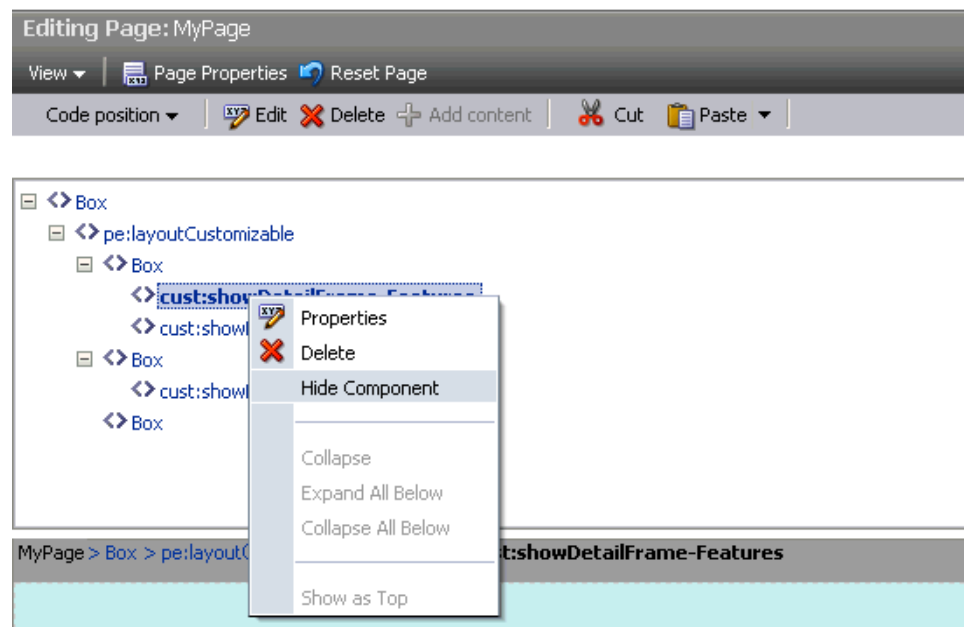 Editing Page: MyPage
View Page Properties Reset Page
Code position Edit Delete Add content Cut Paste
Box
pe:layoutCustomizable
Box
cust:showDetailFrame-Features
cust:show
Box
cust:show
Box
Properties
Delete
Hide Component
Collapse
Expand All Below
Collapse All Below
Show as Top
MyPage > Box > pe:layout t:showDetailFrame-Features